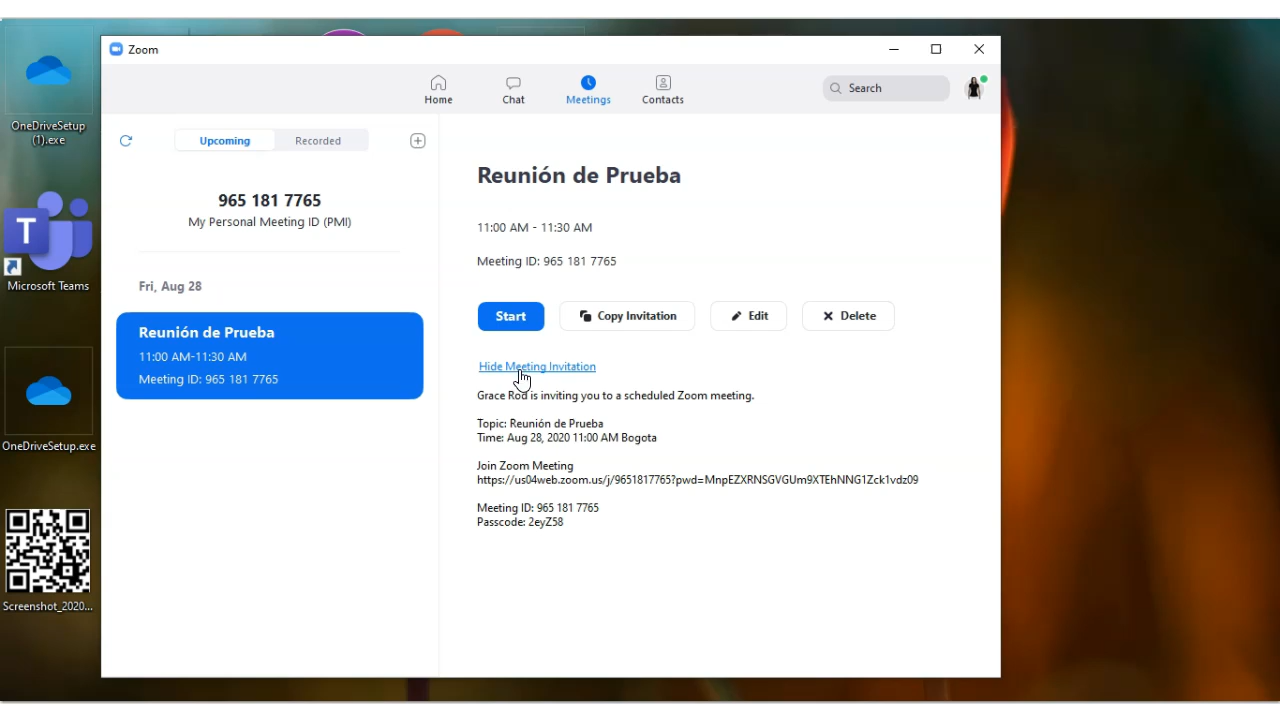 OneDriveSetup
(1).exe
T
Microsoft Teams
OneDriveSetup.exe
Screenshot_2020...
Zoom
Home
Chat
Meetings
Contacts
Search
Upcoming
Recorded
965 181 7765
My Personal Meeting ID (PMI)
Fri, Aug 28
Reunión de Prueba
11:00 AM-11:30 AM
Meeting ID: 965 181 7765
Reunión de Prueba
11:00 AM - 11:30 AM
Meeting ID: 965 181 7765
Start
Copy Invitation
Edit
Delete
Hide Meeting Invitation
Grace Rod is inviting you to a scheduled Zoom meeting.
Topic: Reunión de Prueba
Time: Aug 28, 2020 11:00 AM Bogota
Join Zoom Meeting
https://us04web.zoom.us/j/9651817765?pwd=MnpEZXRNSGVGUm9XTEhNNG1Zck1vdz09
Meeting ID: 965 181 7765
Passcode: 2eyZ58